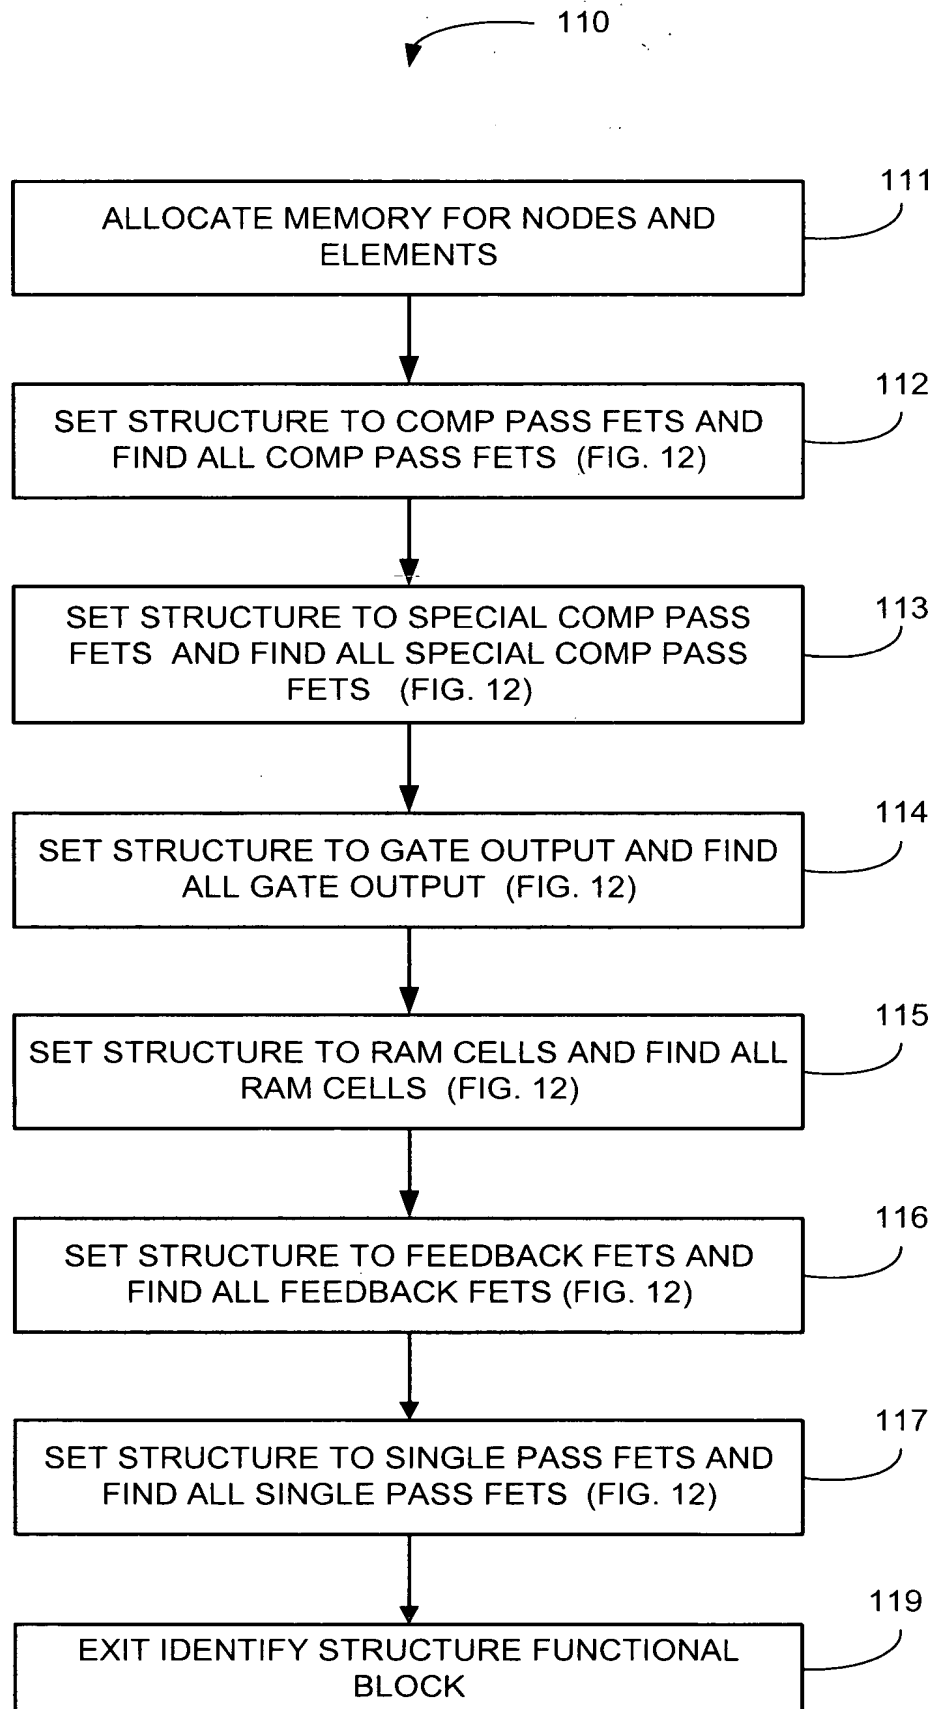 110
111
ALLOCATE MEMORY FOR NODES AND
ELEMENTS
112
SET STRUCTURE TO COMP PASS FETS AND
FIND ALL COMP PASS FETS (FIG. 12)
113
SET STRUCTURE TO SPECIAL COMP PASS
FETS AND FIND ALL SPECIAL COMP PASS
FETS (FIG. 12)
114
SET STRUCTURE TO GATE OUTPUT AND FIND
ALL GATE OUTPUT (FIG. 12)
115
SET STRUCTURE TO RAM CELLS AND FIND ALL
RAM CELLS (FIG. 12)
116
SET STRUCTURE TO FEEDBACK FETS AND
FIND ALL FEEDBACK FETS (FIG. 12)
117
SET STRUCTURE TO SINGLE PASS FETS AND
FIND ALL SINGLE PASS FETS (FIG. 12)
119
EXIT IDENTIFY STRUCTURE FUNCTIONAL
BLOCK